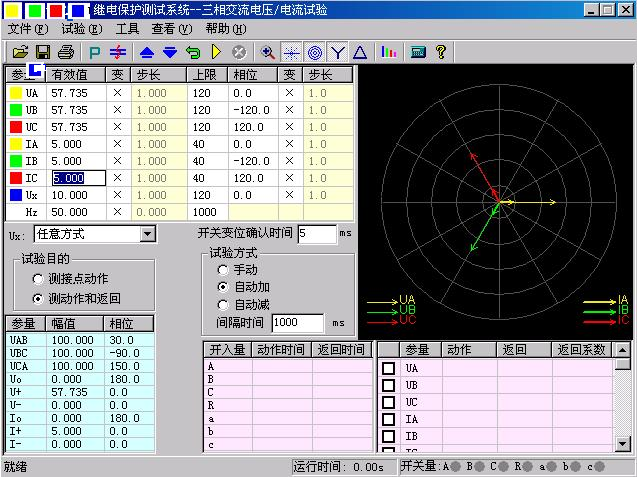 继电保护测试系统--三相交流电压/电流试验
文件(F) 试验(E) 工具 查看(V) 帮助(H)
参量 有效值 变 步长 上限 相位 变 步长
UA 57.735 × 1.000 120 0.0 × 1.0
UB 57.735 × 1.000 120 -120.0 × 1.0
UC 57.735 × 1.000 120 120.0 × 1.0
IA 5.000 × 1.000 40 0.0 × 1.0
IB 5.000 × 1.000 40 -120.0 × 1.0
IC 5.000 × 1.000 40 120.0 × 1.0
Ux 10.000 × 1.000 120 0.0 × 1.0
Hz 50.000 × 0.000 1000
Ux: 任意方式
开关变位确认时间 5 ms
试验目的
测接点动作
测动作和返回
试验方式
手动
自动加
自动减
间隔时间 1000 ms
UA
UB
UC
IA
IB
IC
参量 幅值 相位
UAB 100.000 30.0
UBC 100.000 -90.0
UCA 100.000 150.0
Uo 0.000 180.0
U+ 57.735 0.0
U- 0.000 0.0
Io 0.000 180.0
I+ 5.000 0.0
I- 0.000 0.0
开入量 动作时间 返回时间
A
B
C
R
a
b
c
参量 动作 返回 返回系数
UA
UB
UC
IA
IB
IC
就绪
运行时间: 0.00s
开关量: A B C R a b c